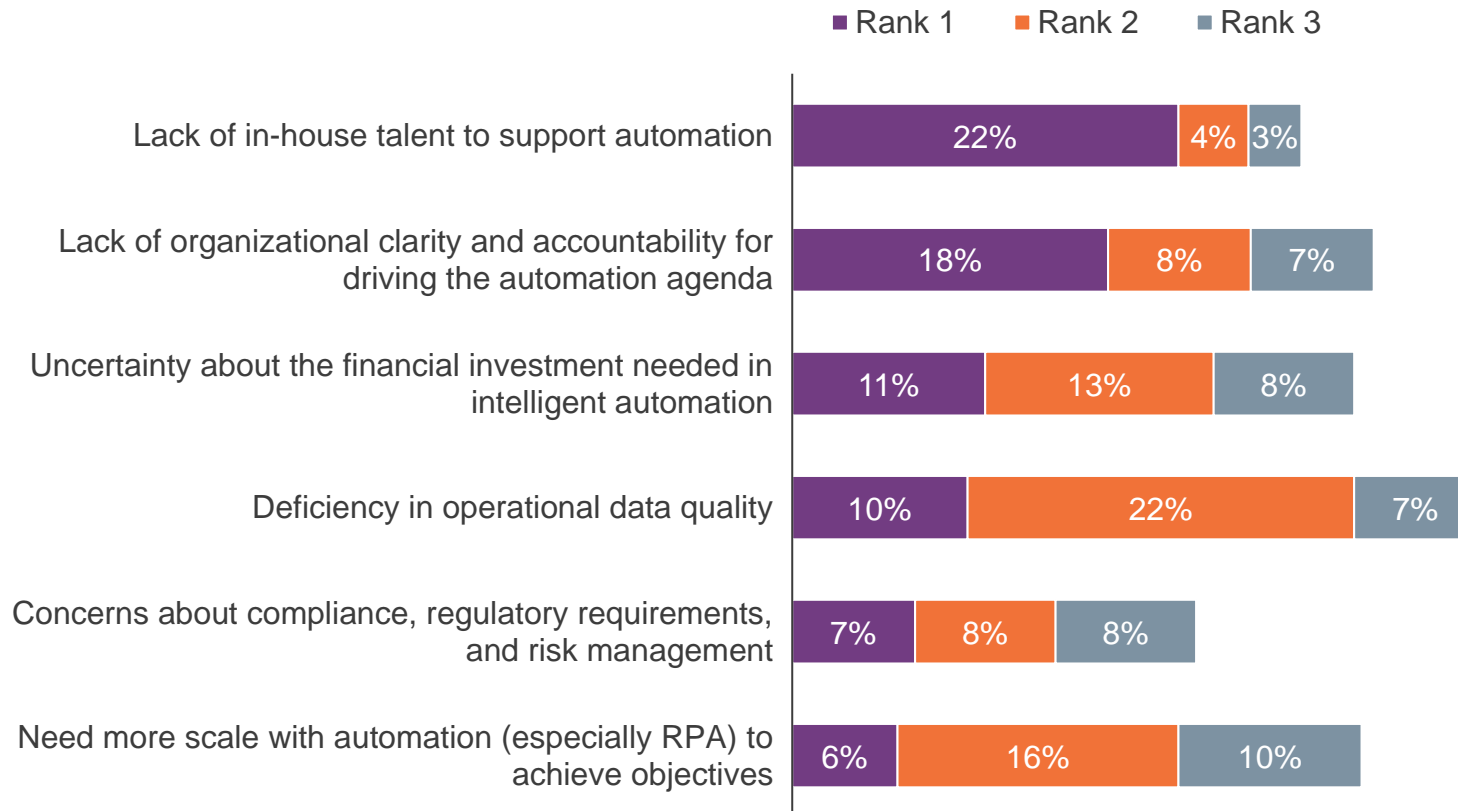 Rank 1 Rank 2 Rank 3
Lack of in-house talent to support automation
22% 4% 3%
Lack of organizational clarity and accountability for
driving the automation agenda
18% 8% 7%
Uncertainty about the financial investment needed in
intelligent automation
11% 13% 8%
Deficiency in operational data quality
10% 22% 7%
Concerns about compliance, regulatory requirements,
and risk management
7% 8% 8%
Need more scale with automation (especially RPA) to
achieve objectives
6% 16% 10%